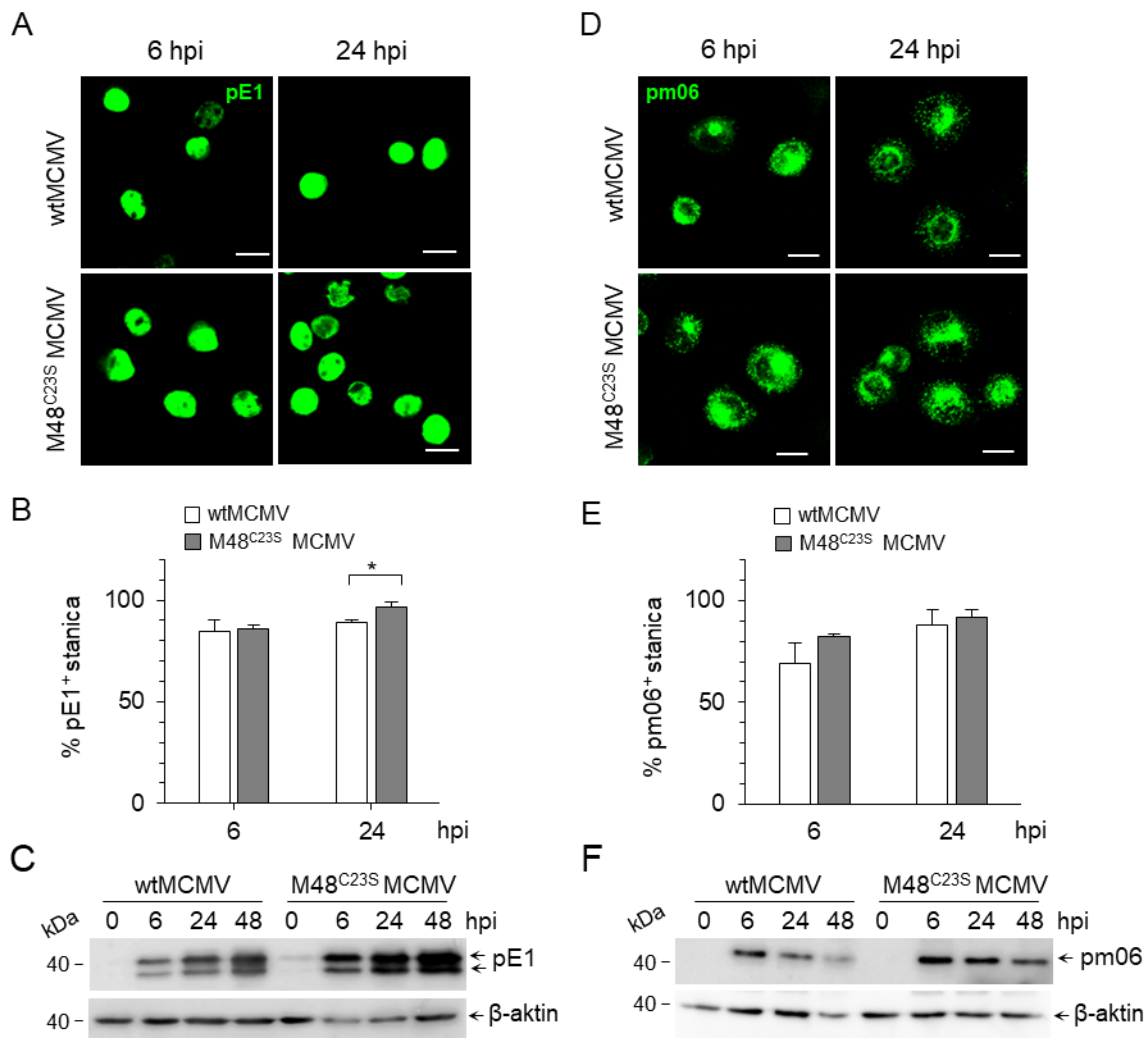 A
6 hpi
24 hpi
wtMCMV
pE1
M48C23S MCMV
B
wtMCMV
M48C23S MCMV
% pE1+ stanica
100
50
0
*
6
24
hpi
C
wtMCMV
M48C23S MCMV
kDa
0 6 24 48 0 6 24 48 hpi
40
pE1
40
β-aktin
D
6 hpi
24 hpi
wtMCMV
pm06
M48C23S MCMV
E
wtMCMV
M48C23S MCMV
% pm06+ stanica
100
50
0
6
24
hpi
F
wtMCMV
M48C23S MCMV
kDa
0 6 24 48 0 6 24 48 hpi
40
pm06
40
β-aktin